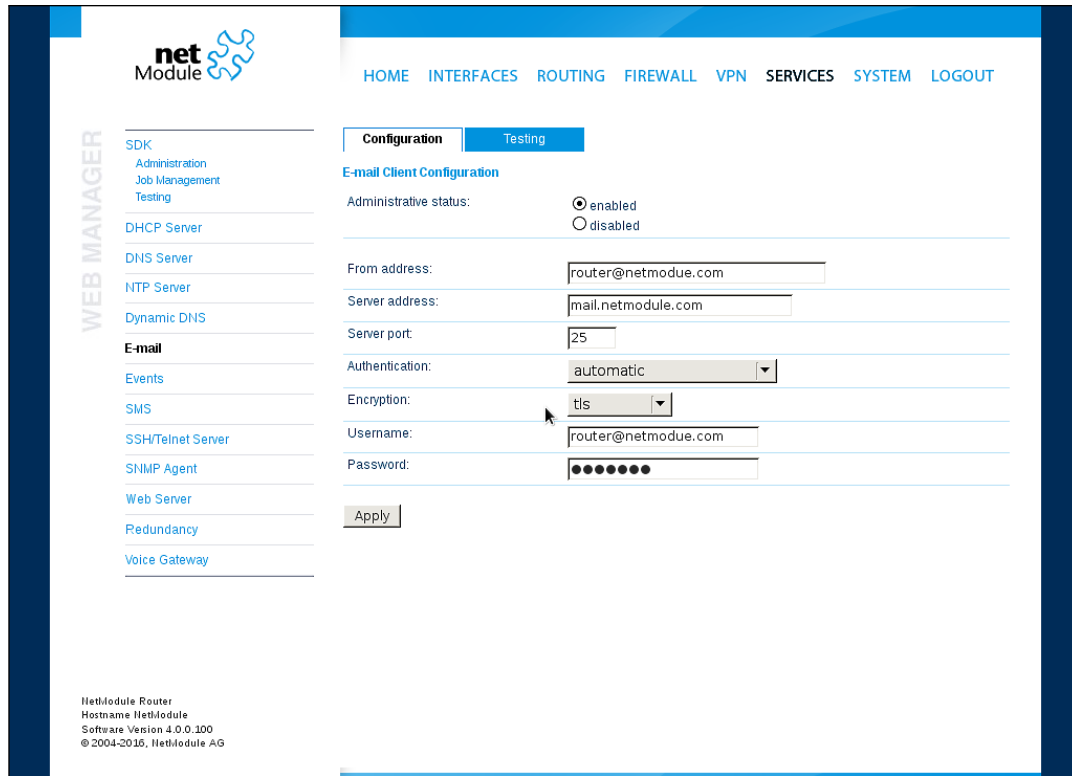 net
Module
HOME INTERFACES ROUTING FIREWALL VPN SERVICES SYSTEM LOGOUT
WEB MANAGER
SDK
Administration
Job Management
Testing
DHCP Server
DNS Server
NTP Server
Dynamic DNS
E-mail
Events
SMS
SSH/Telnet Server
SNMP Agent
Web Server
Redundancy
Voice Gateway
Configuration Testing
E-mail Client Configuration
Administrative status: enabled
disabled
From address: router@netmodue.com
Server address: mail.netmodule.com
Server port: 25
Authentication: automatic
Encryption: tls
Username: router@netmodue.com
Password: ●●●●●●●
Apply
NetModule Router
Hostname NetModule
Software Version 4.0.0.100
© 2004-2016, NetModule AG